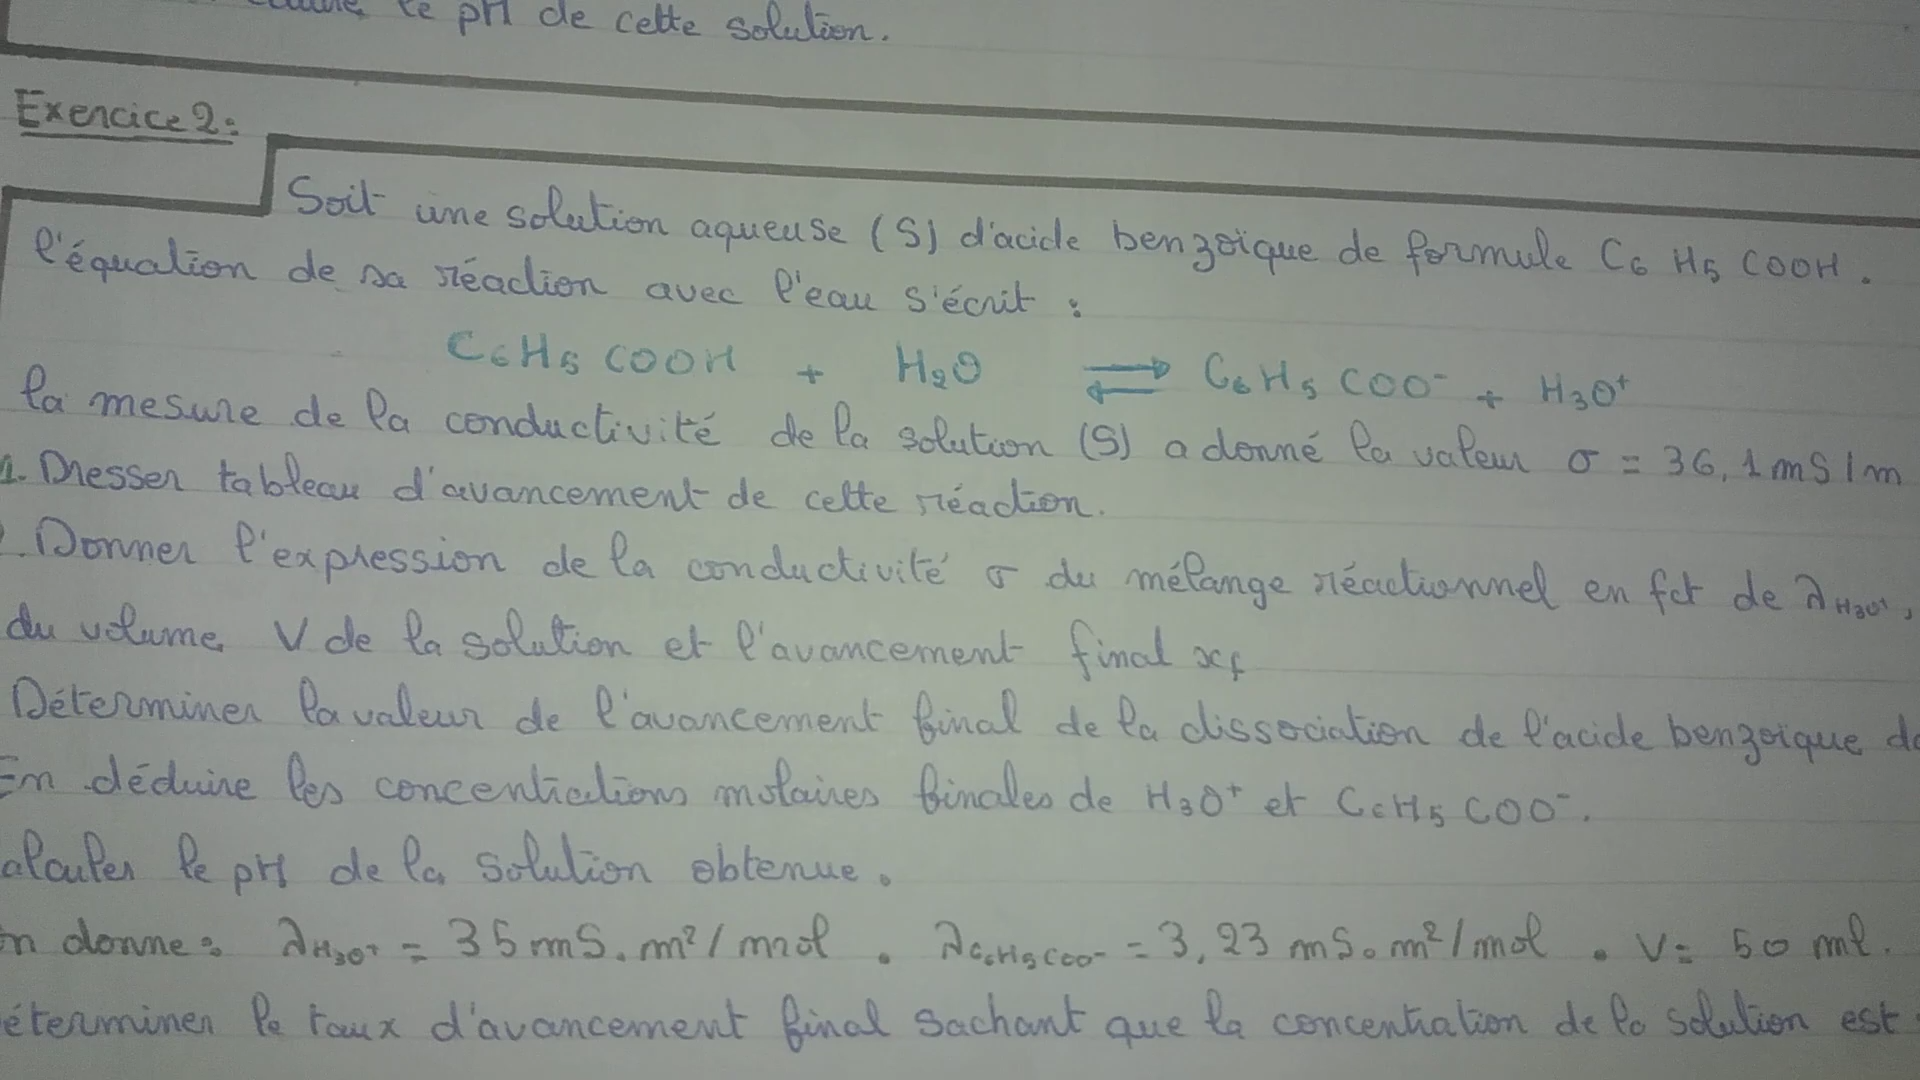 le pH de cette solution.
Exercice 2:
Soit une solution aqueuse (S) d'acide benzoïque de formule C6 H5 COOH.
l'équation de sa réaction avec l'eau s'écrit :
C6H5 COOH + H2O ⇌ C6H5 COO- + H3O+
la mesure de la conductivité de la solution (S) a donné la valeur σ = 36,1 mS/m
1. Dresser tableau d'avancement de cette réaction.
. Donner l'expression de la conductivité σ du mélange réactionnel en fct de λH3O+,
du volume V de la solution et l'avancement final xf
Déterminer la valeur de l'avancement final de la dissociation de l'acide benzoïque
En déduire les concentrations molaires finales de H3O+ et C6H5 COO-.
alculer le pH de la solution obtenue.
n donne: λH3O+ = 35 mS.m²/mol . λC6H5COO- = 3,23 mS.m²/mol . V= 50 ml.
éterminer le taux d'avancement final sachant que la concentration de la solution est